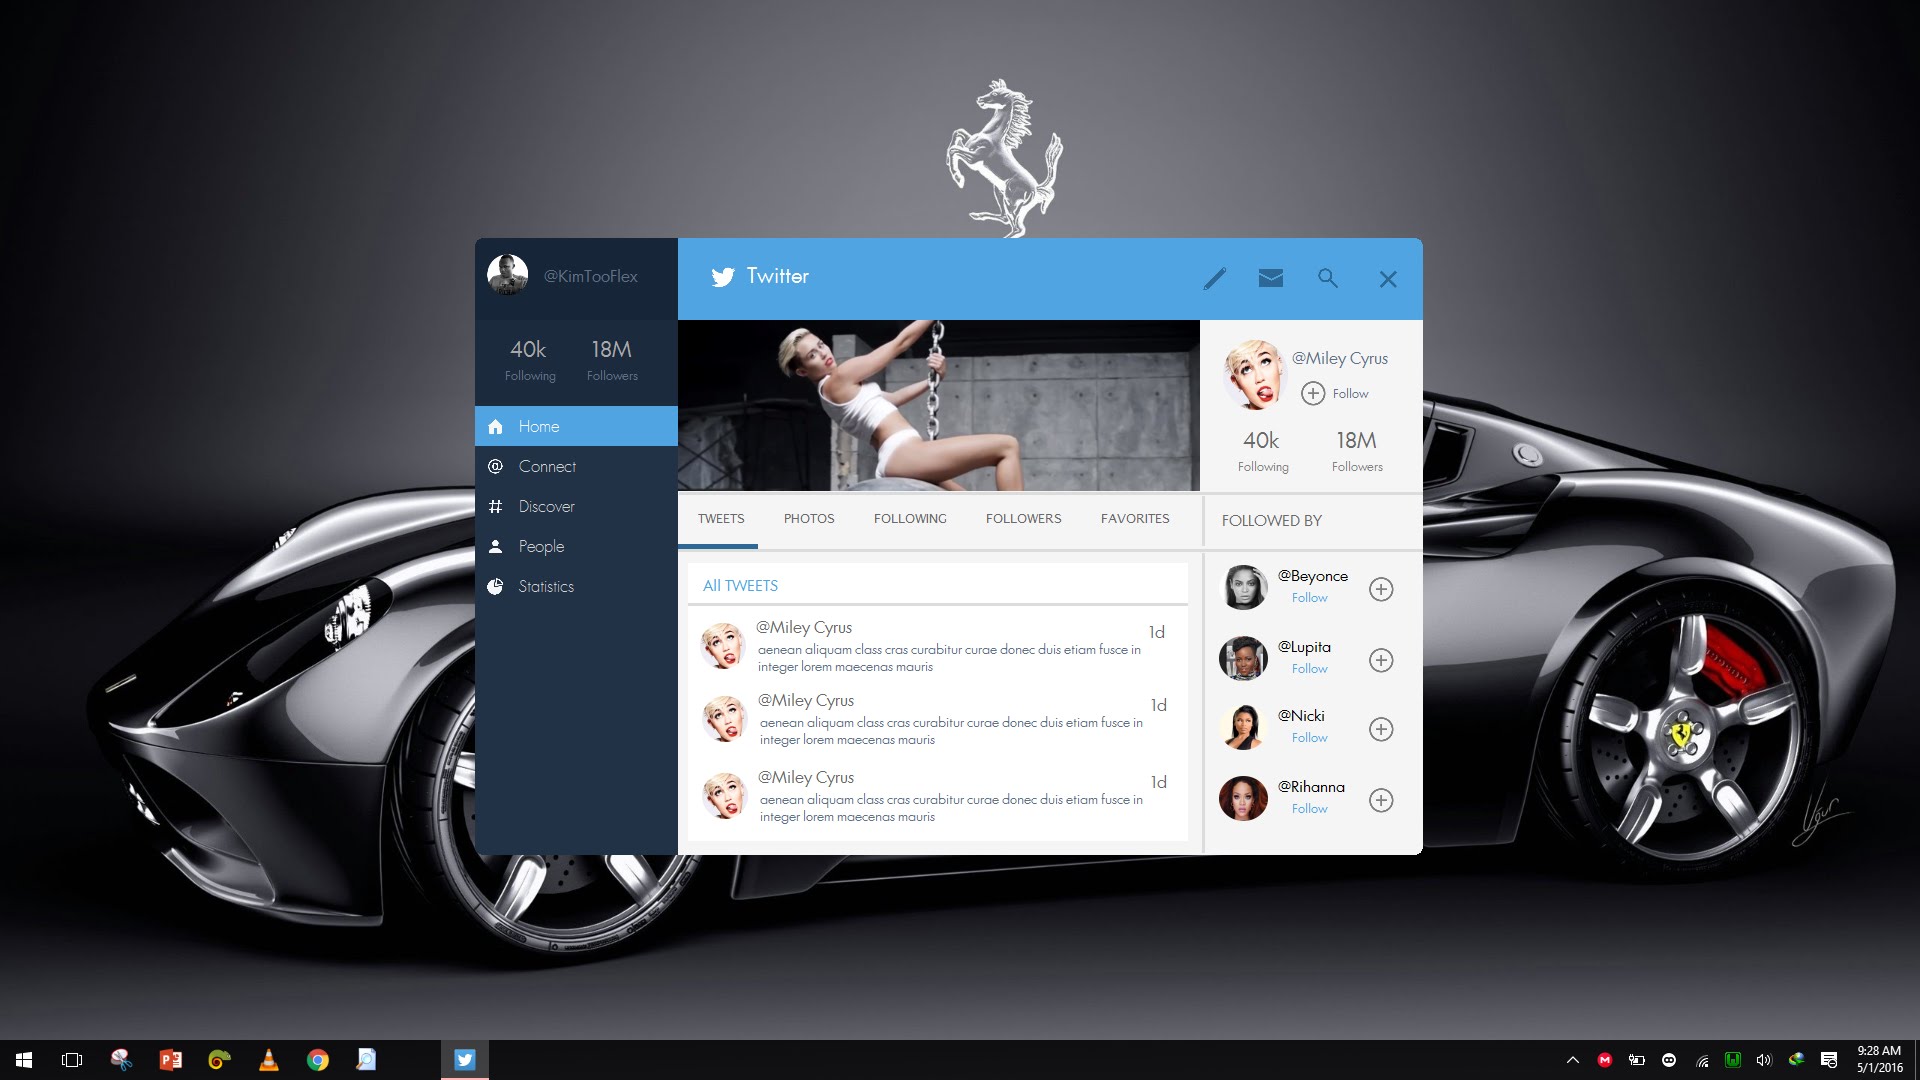 @KimTooFlex
Twitter
40k
18M
Following
Followers
Home
Connect
Discover
People
Statistics
@Miley Cyrus
Follow
40k
18M
Following
Followers
TWEETS
PHOTOS
FOLLOWING
FOLLOWERS
FAVORITES
FOLLOWED BY
All TWEETS
@Miley Cyrus
1d
aenean aliquam class cras curabitur curae donec duis etiam fusce in
integer lorem maecenas mauris
@Miley Cyrus
1d
aenean aliquam class cras curabitur curae donec duis etiam fusce in
integer lorem maecenas mauris
@Miley Cyrus
1d
aenean aliquam class cras curabitur curae donec duis etiam fusce in
integer lorem maecenas mauris
@Beyonce
Follow
@Lupita
Follow
@Nicki
Follow
@Rihanna
Follow
9:28 AM
5/1/2016